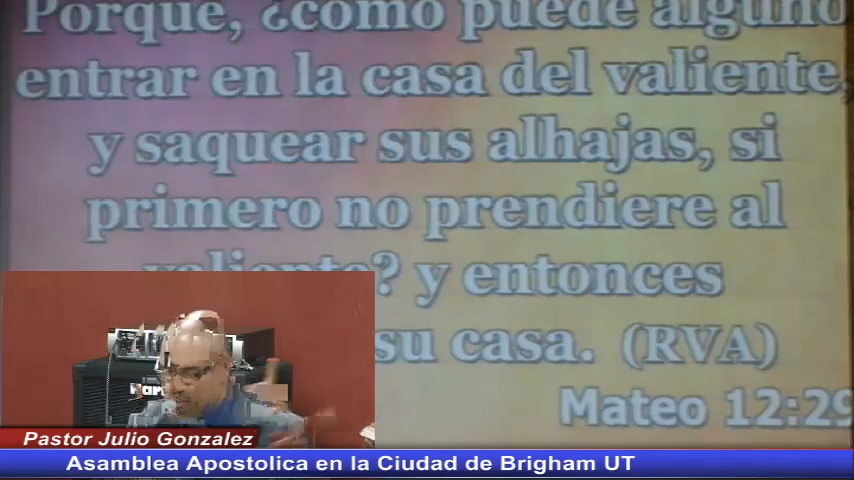 Porque, ¿cómo puede alguno
entrar en la casa del valiente,
y saquear sus alhajas, si
primero no prendiere al
valiente? y entonces
su casa. (RVA)
Mateo 12:29
Pastor Julio Gonzalez
Asamblea Apostolica en la Ciudad de Brigham UT